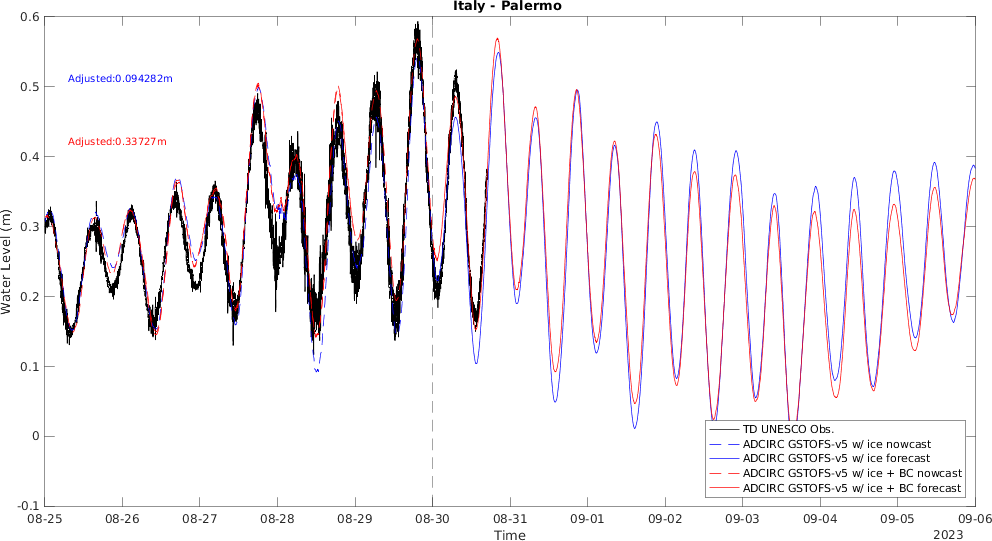 Italy - Palermo
0.6
0.5
0.4
0.3
0.2
0.1
0
-0.1
Water Level (m)
Adjusted:0.094282m
Adjusted:0.33727m
TD UNESCO Obs.
ADCIRC GSTOFS-v5 w/ ice nowcast
ADCIRC GSTOFS-v5 w/ ice forecast
ADCIRC GSTOFS-v5 w/ ice + BC nowcast
ADCIRC GSTOFS-v5 w/ ice + BC forecast
08-25 08-26 08-27 08-28 08-29 08-30 08-31 09-01 09-02 09-03 09-04 09-05 09-06
Time
2023